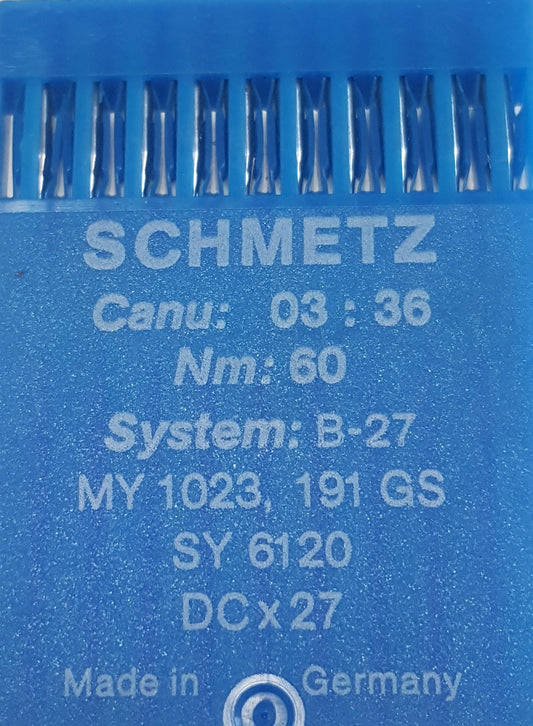 SCHMETZ
Canu: 03 : 36
Nm: 60
System: B-27
MY 1023, 191 GS
SY 6120
DCx27
Made in Germany